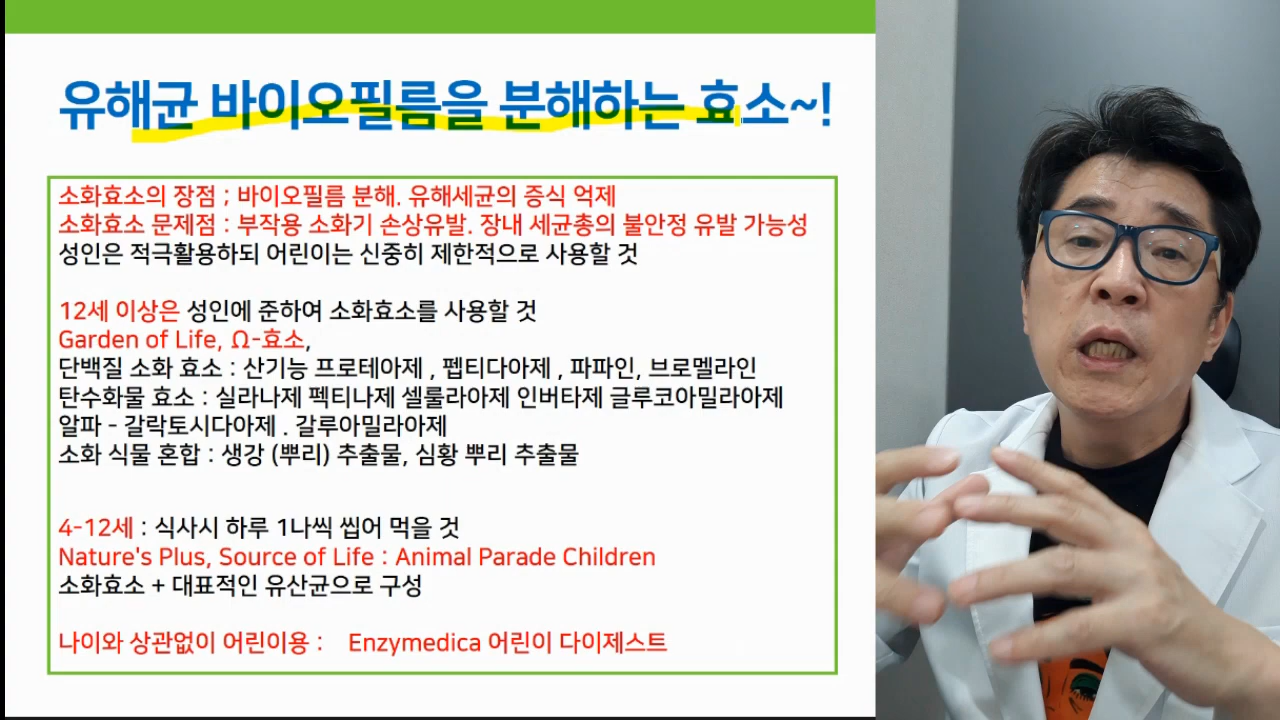 유해균 바이오필름을 분해하는 효소~!
소화효소의 장점 ; 바이오필름 분해. 유해세균의 증식 억제
소화효소 문제점 : 부작용 소화기 손상유발. 장내 세균총의 불안정 유발 가능성
성인은 적극활용하되 어린이는 신중히 제한적으로 사용할 것
12세 이상은 성인에 준하여 소화효소를 사용할 것
Garden of Life, Ω-효소,
단백질 소화 효소 : 산기능 프로테아제 , 펩티다아제 , 파파인, 브로멜라인
탄수화물 효소 : 실라나제 펙티나제 셀룰라아제 인버타제 글루코아밀라아제
알파 - 갈락토시다아제 . 갈루아밀라아제
소화 식물 혼합 : 생강 (뿌리) 추출물, 심황 뿌리 추출물
4-12세 : 식사시 하루 1나씩 씹어 먹을 것
Nature's Plus, Source of Life : Animal Parade Children
소화효소 + 대표적인 유산균으로 구성
나이와 상관없이 어린이용 : Enzymedica 어린이 다이제스트